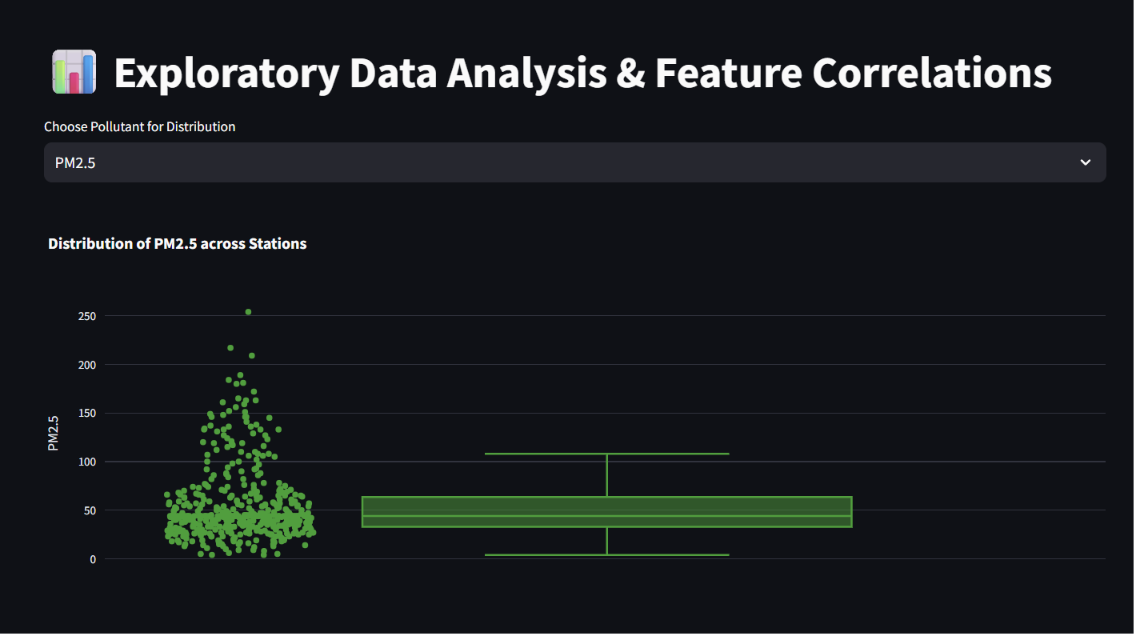 Exploratory Data Analysis & Feature Correlations
Choose Pollutant for Distribution
PM2.5
Distribution of PM2.5 across Stations
250
200
150
100
50
0
PM2.5